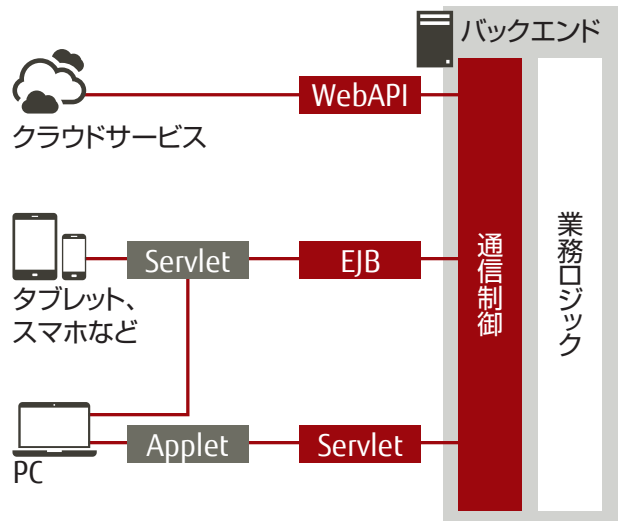 バックエンド
WebAPI
クラウドサービス
Servlet
EJB
タブレット、
スマホなど
Applet
Servlet
PC
通信制御
業務ロジック